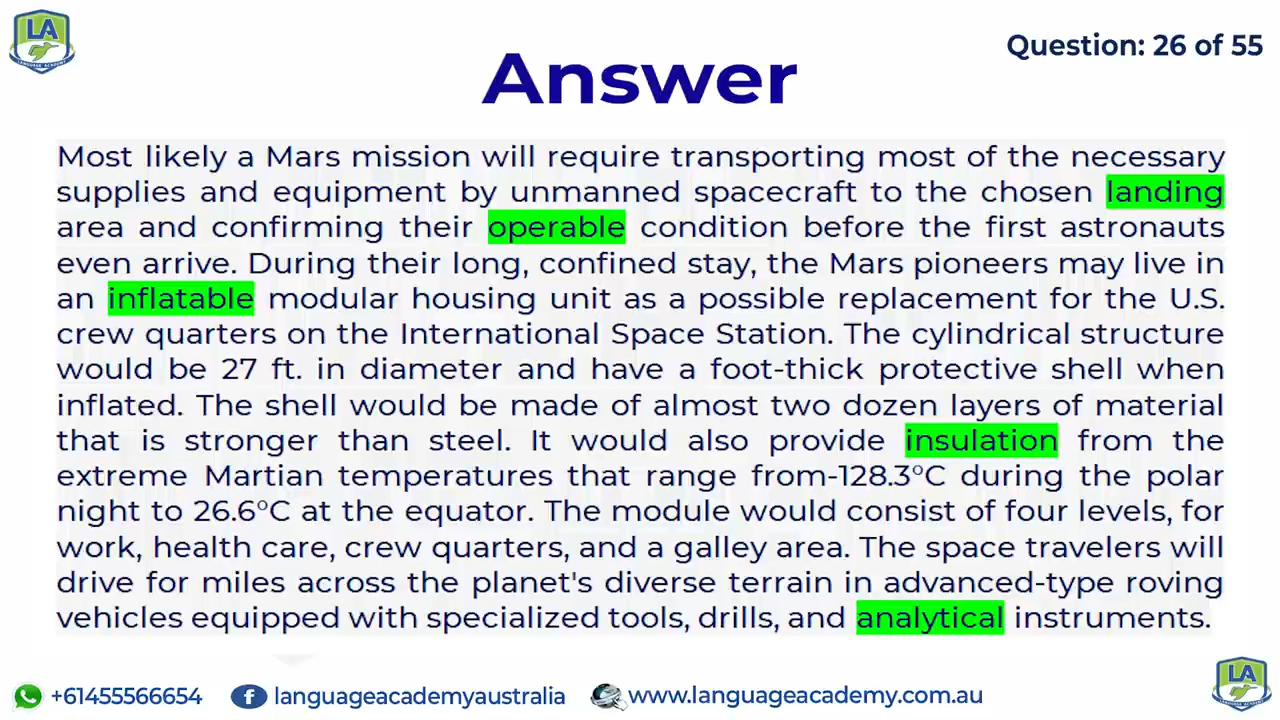 LA
LANGUAGE ACADEMY
Question: 26 of 55
Answer
Most likely a Mars mission will require transporting most of the necessary
supplies and equipment by unmanned spacecraft to the chosen landing
area and confirming their operable condition before the first astronauts
even arrive. During their long, confined stay, the Mars pioneers may live in
an inflatable modular housing unit as a possible replacement for the U.S.
crew quarters on the International Space Station. The cylindrical structure
would be 27 ft. in diameter and have a foot-thick protective shell when
inflated. The shell would be made of almost two dozen layers of material
that is stronger than steel. It would also provide insulation from the
extreme Martian temperatures that range from-128.3°C during the polar
night to 26.6°C at the equator. The module would consist of four levels, for
work, health care, crew quarters, and a galley area. The space travelers will
drive for miles across the planet's diverse terrain in advanced-type roving
vehicles equipped with specialized tools, drills, and analytical instruments.
+61455566654
languageacademyaustralia
www.languageacademy.com.au
LA
LANGUAGE ACADEMY